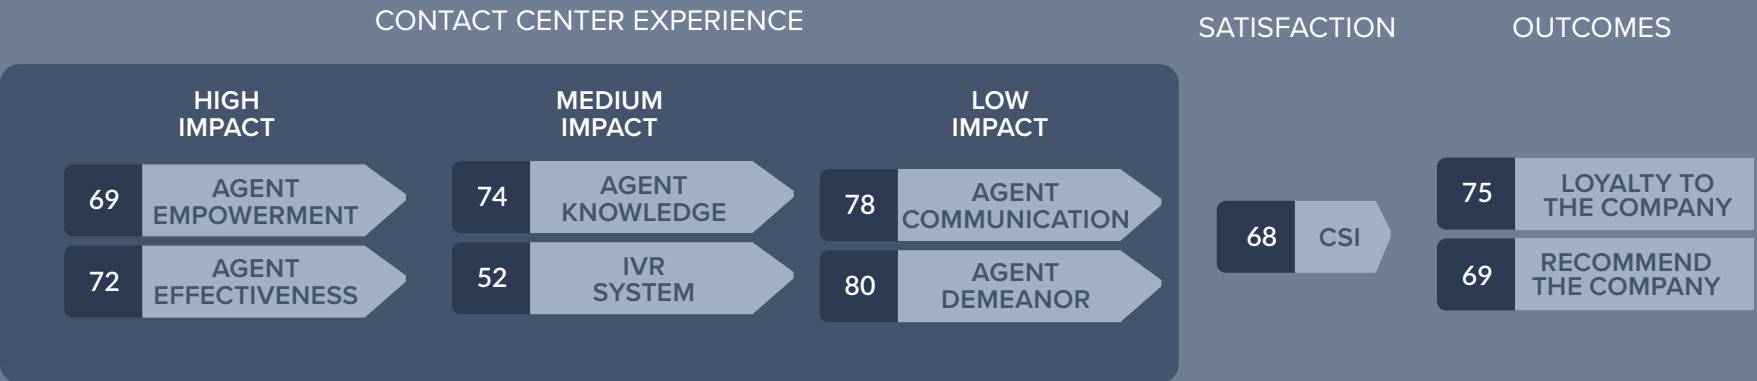 CONTACT CENTER EXPERIENCE
SATISFACTION
OUTCOMES
HIGH
IMPACT
69
AGENT
EMPOWERMENT
72
AGENT
EFFECTIVENESS
MEDIUM
IMPACT
74
AGENT
KNOWLEDGE
52
IVR
SYSTEM
LOW
IMPACT
78
AGENT
COMMUNICATION
80
AGENT
DEMEANOR
68
CSI
75
LOYALTY TO
THE COMPANY
69
RECOMMEND
THE COMPANY